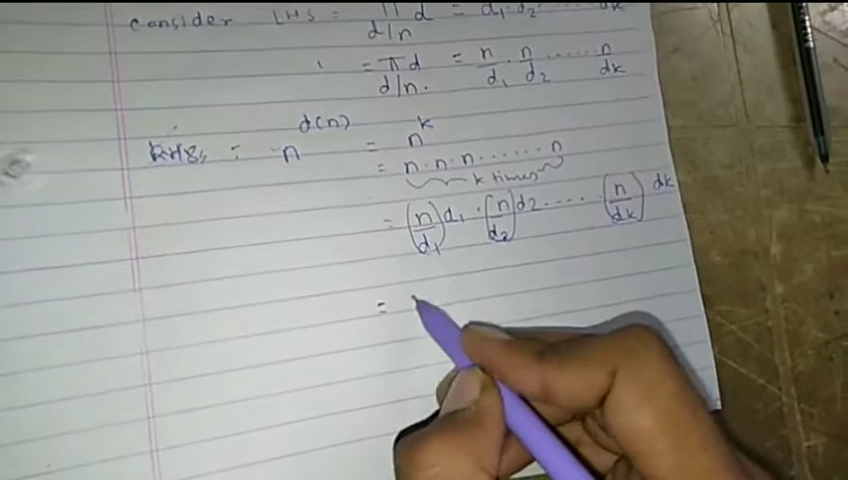 consider LHS = Π d = d₁·d₂ ...... dk
d/n
= π d = n/d₁ · n/d₂ ...... n/dk
d/n.
RHS : n^d(n) = n^k
= n·n·n ...... n
k times
= (n/d₁) d₁ · (n/d₂) d₂ ..... (n/dk) dk
=